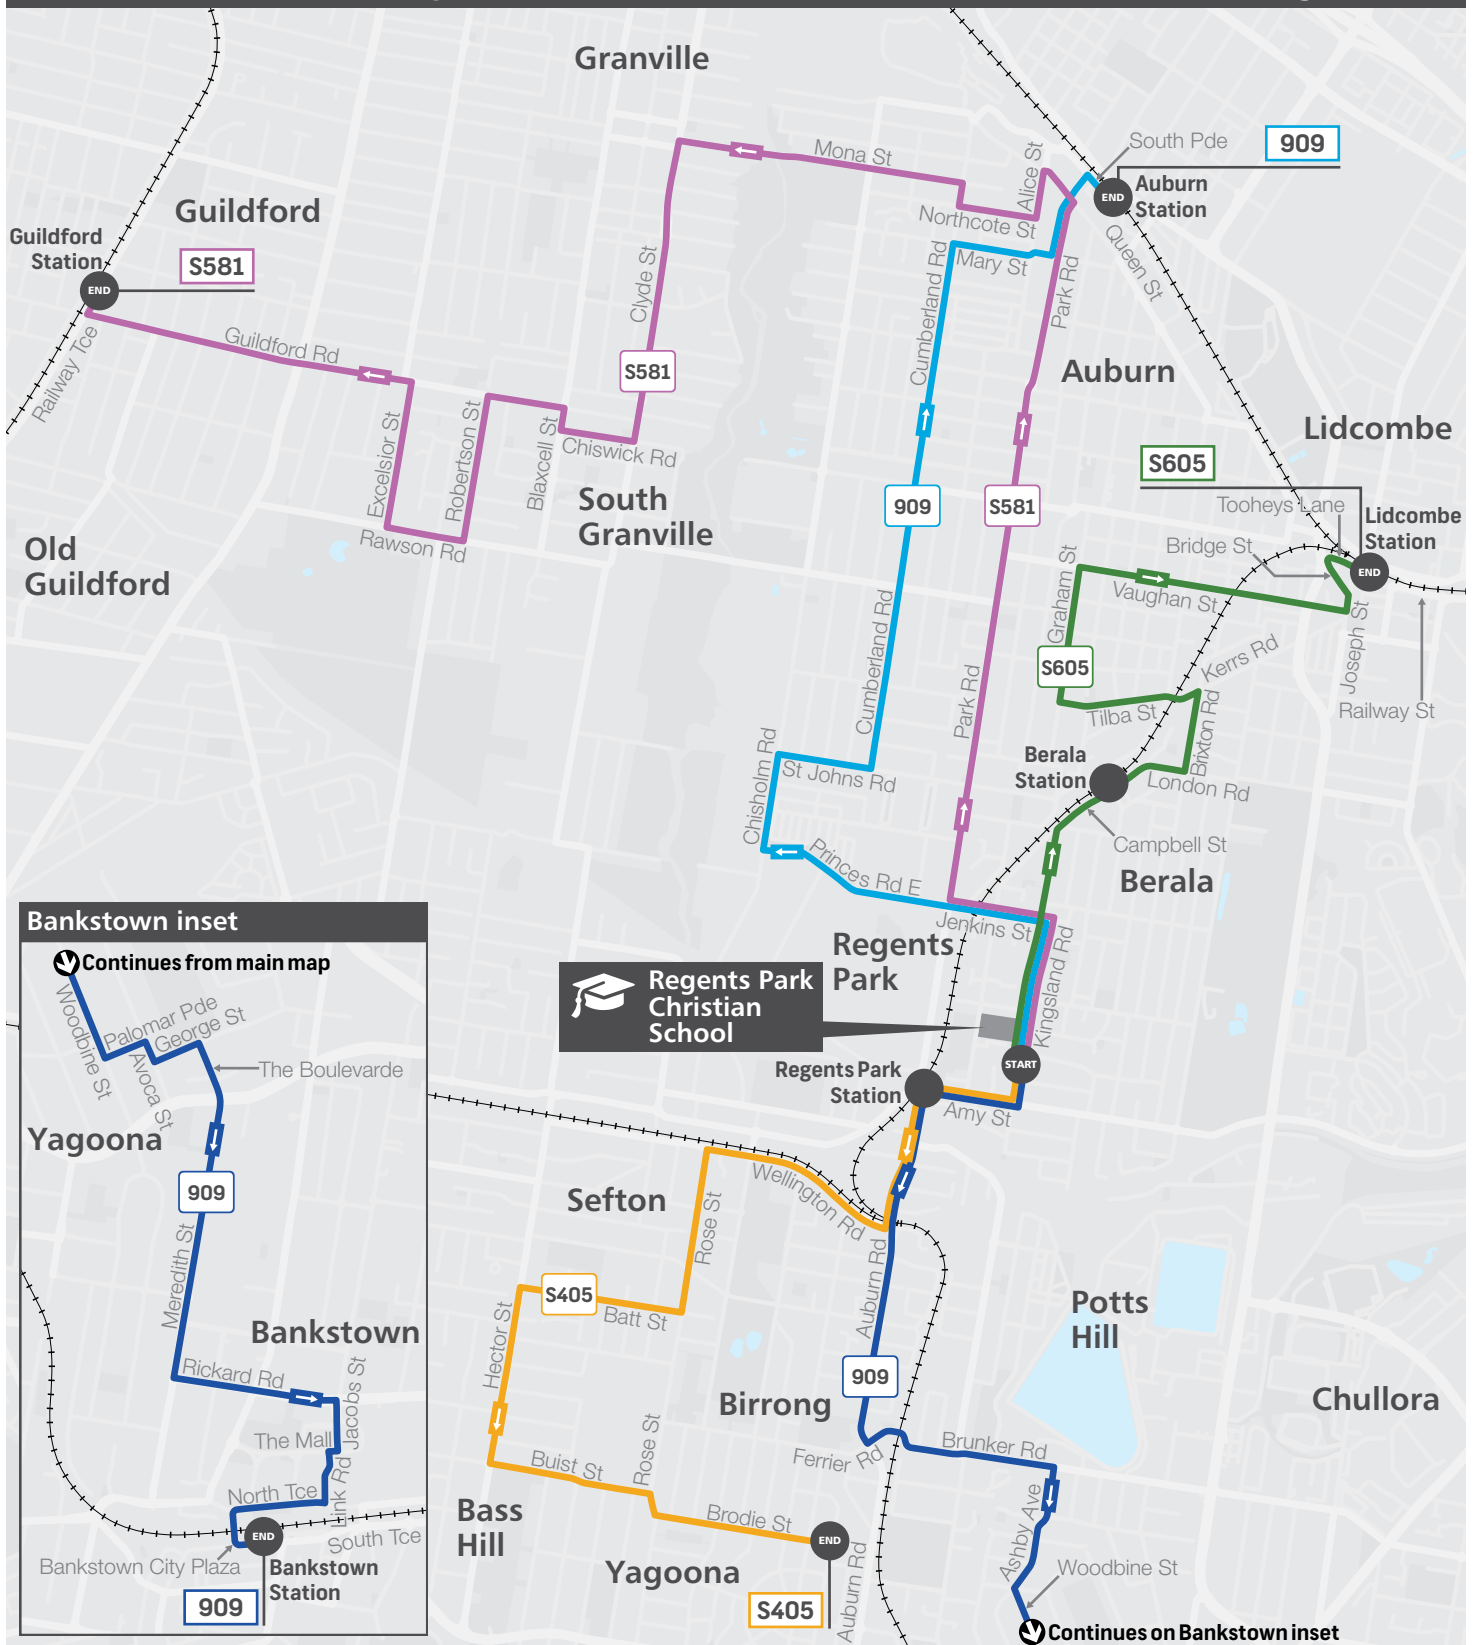 Granville
South Pde
909
Mona St
Alice St
Auburn
Station
END
Guildford
Guildford
Station
S581
END
Northcote St
Mary St
Cumberland Rd
Park Rd
Queen St
Clyde St
Railway Tce
Guildford Rd
S581
Auburn
Lidcombe
Excelsior St
Robertson St
Blaxcell St
Chiswick Rd
S605
South
Granville
909
S581
Tooheys Lane
Lidcombe
Station
Bridge St
END
Rawson Rd
Old
Guildford
Graham St
Vaughan St
Joseph St
Cumberland Rd
S605
Kerrs Rd
Park Rd
Tilba St
Brixton Rd
Railway St
Berala
Station
London Rd
Chisholm Rd
St Johns Rd
Campbell St
Princes Rd E
Berala
Jenkins St
Regents
Park
Kingsland Rd
Regents Park
Christian
School
START
Regents Park
Station
Amy St
Bankstown inset
Continues from main map
Woodbine St
Palomar Pde
George St
Avoca St
The Boulevarde
Yagoona
909
Meredith St
Bankstown
Rickard Rd
Jacobs St
The Mall
Link Rd
North Tce
END
South Tce
Bankstown City Plaza
Bankstown
Station
909
Wellington Rd
Sefton
Rose St
Auburn Rd
S405
Batt St
Hector St
Potts
Hill
909
Birrong
Chullora
Ferrier Rd
Brunker Rd
Buist St
Rose St
Ashby Ave
Bass
Hill
Brodie St
END
Yagoona
Auburn Rd
Woodbine St
S405
Continues on Bankstown inset